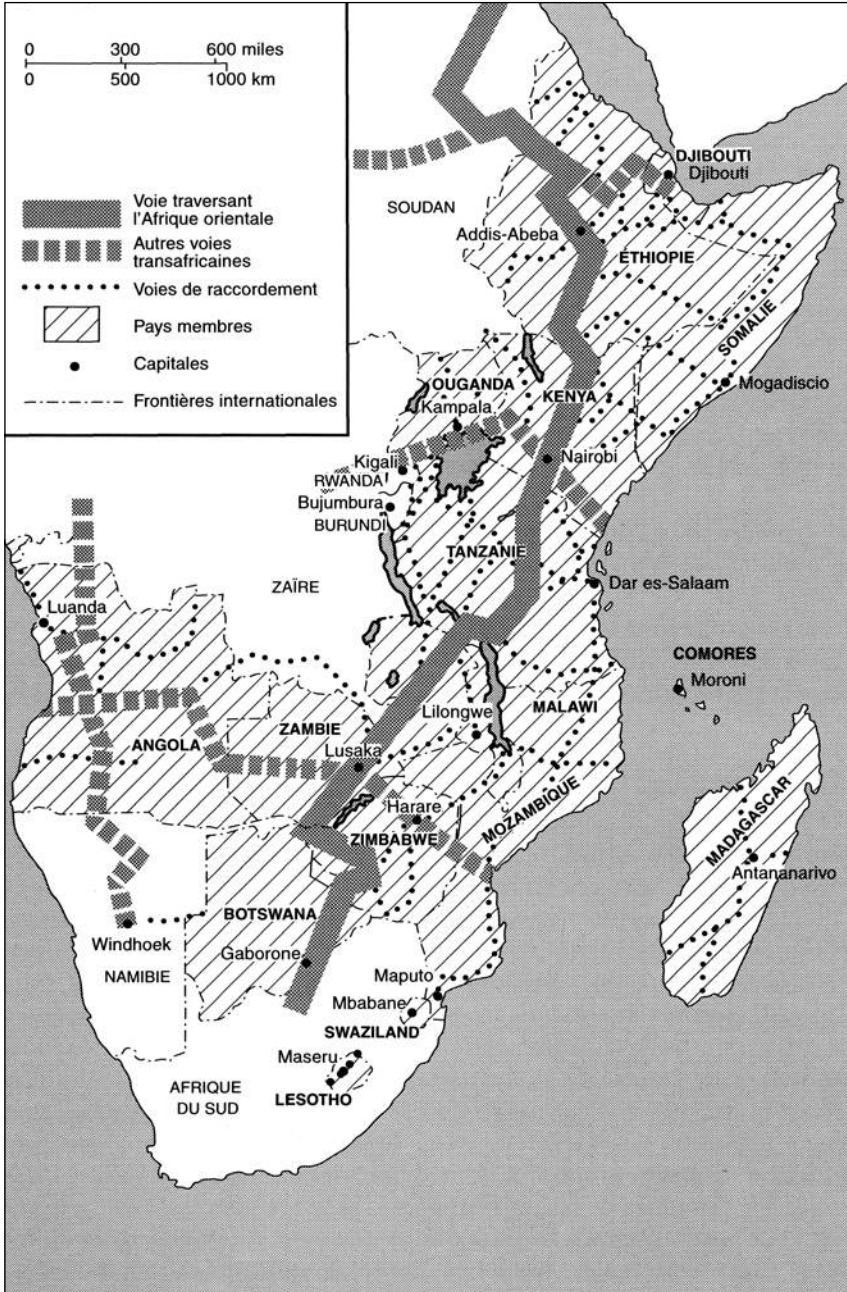 0 300 600 miles
0 500 1000 km
Voie traversant
l'Afrique orientale
Autres voies
transafricaines
Voies de raccordement
Pays membres
Capitales
Frontières internationales
DJIBOUTI
Djibouti
SOUDAN
Addis-Abeba
ÉTHIOPIE
SOMALIE
Mogadiscio
OUGANDA
Kampala
KENYA
Kigali
RWANDA
Nairobi
Bujumbura
BURUNDI
TANZANIE
ZAÏRE
Dar es-Salaam
Luanda
COMORES
Moroni
MALAWI
Lilongwe
ZAMBIE
ANGOLA
Lusaka
MOZAMBIQUE
Harare
ZIMBABWE
MADAGASCAR
Antananarivo
BOTSWANA
Windhoek
Gaborone
NAMIBIE
Maputo
Mbabane
SWAZILAND
Maseru
LESOTHO
AFRIQUE
DU SUD